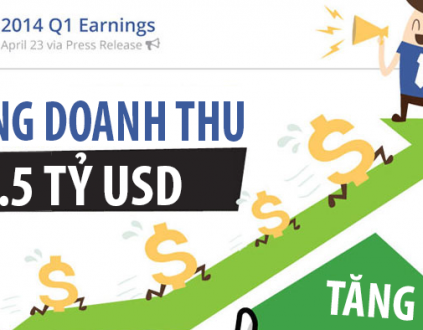 2014 Q1 Earnings
April 23 via Press Release
NG DOANH THU
.5 TỶ USD
TĂNG